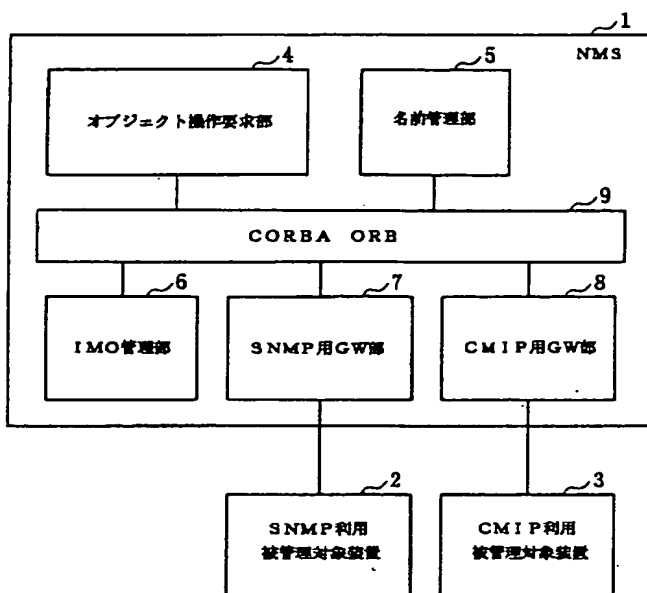 1
NMS
4
5
オブジェクト操作要求部
名前管理部
9
CORBA ORB
6
7
8
IMO管理部
SNMP用GW部
CMIP用GW部
2
3
SNMP利用
被管理対象装置
CMIP利用
被管理対象装置